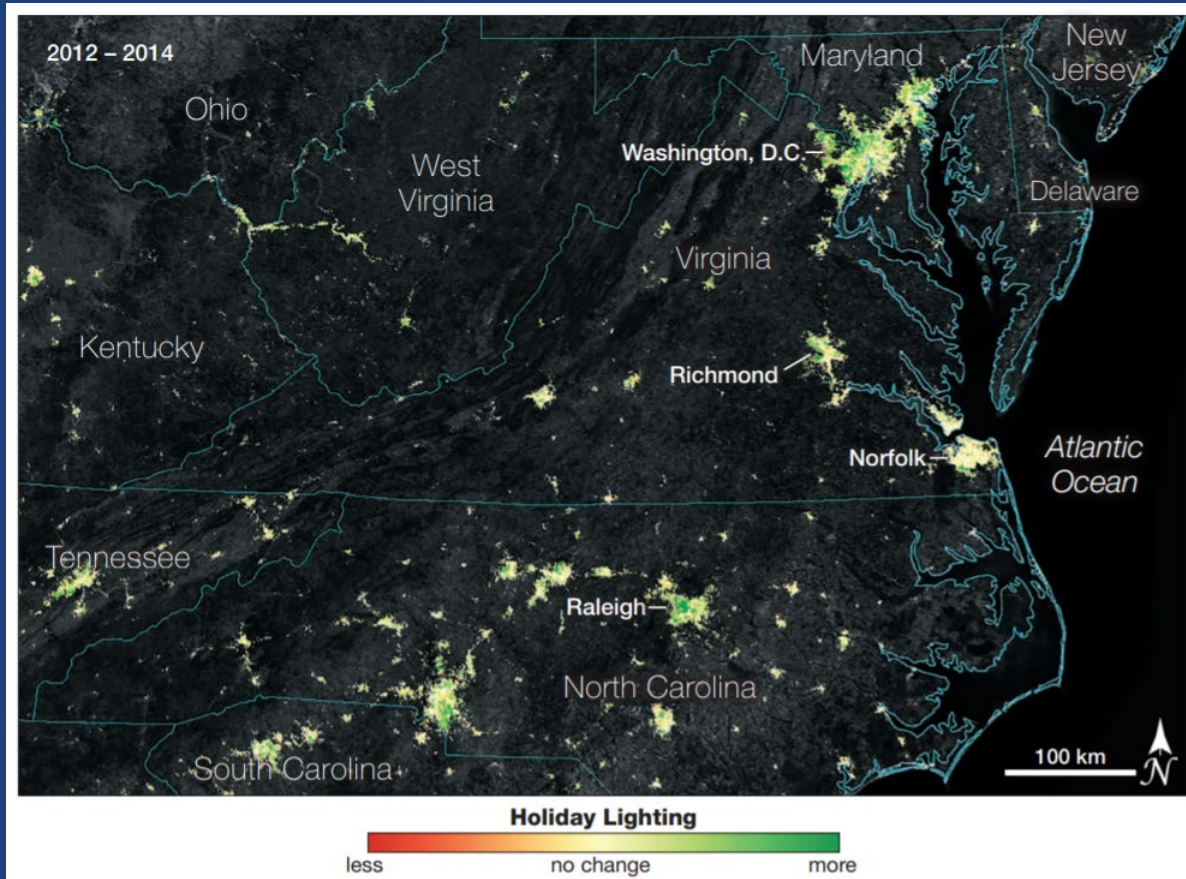 2012 – 2014
Maryland
New
Jersey
Ohio
West
Virginia
Washington, D.C.
Delaware
Virginia
Kentucky
Richmond
Norfolk
Atlantic
Ocean
Tennessee
Raleigh
North Carolina
South Carolina
100 km
N
Holiday Lighting
less
no change
more